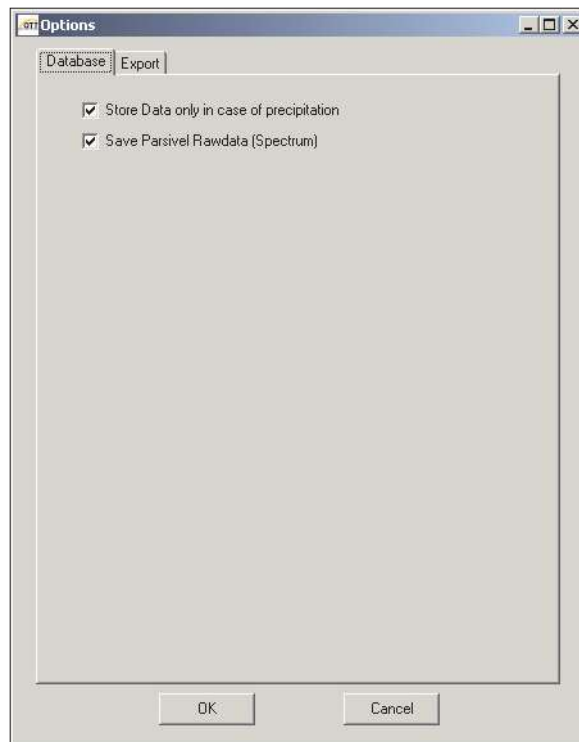 OTT Options
Database Export
Store Data only in case of precipitation
Save Parsivel Rawdata (Spectrum)
OK Cancel